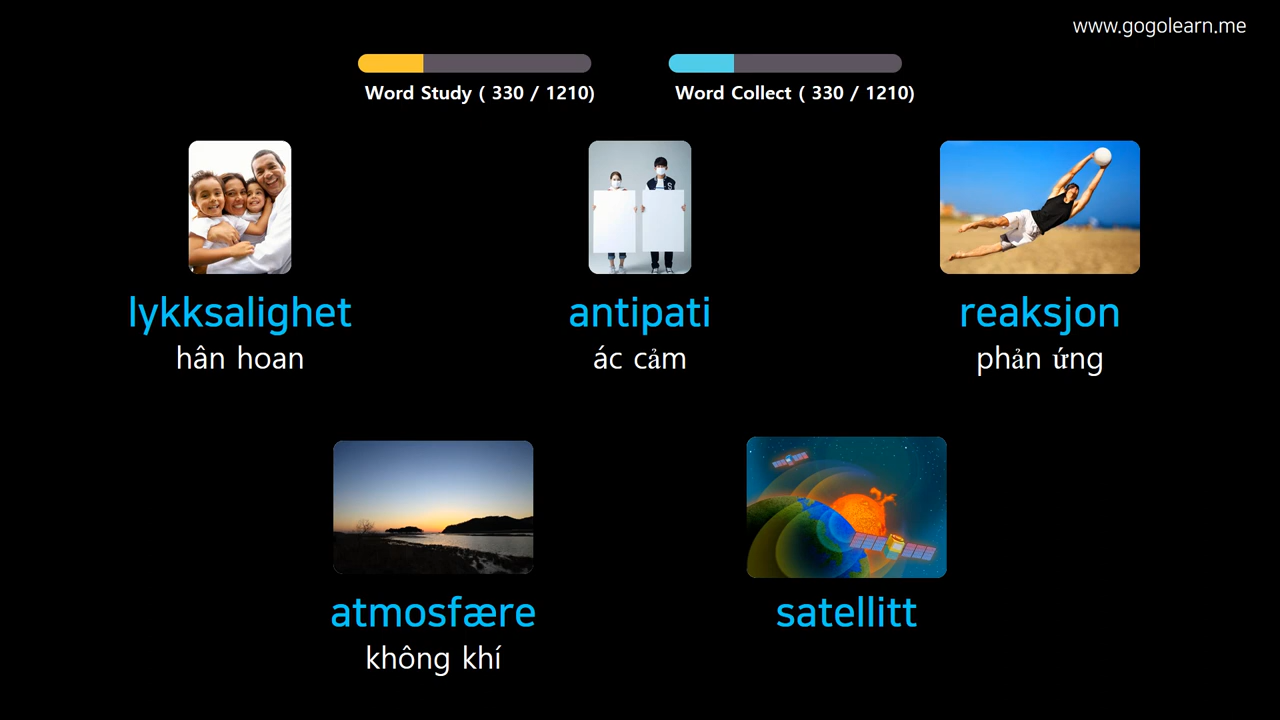 www.gogolearn.me
Word Study ( 330 / 1210)
Word Collect ( 330 / 1210)
lykksalighet
hân hoan
antipati
ác cảm
reaksjon
phản ứng
atmosfære
không khí
satellitt